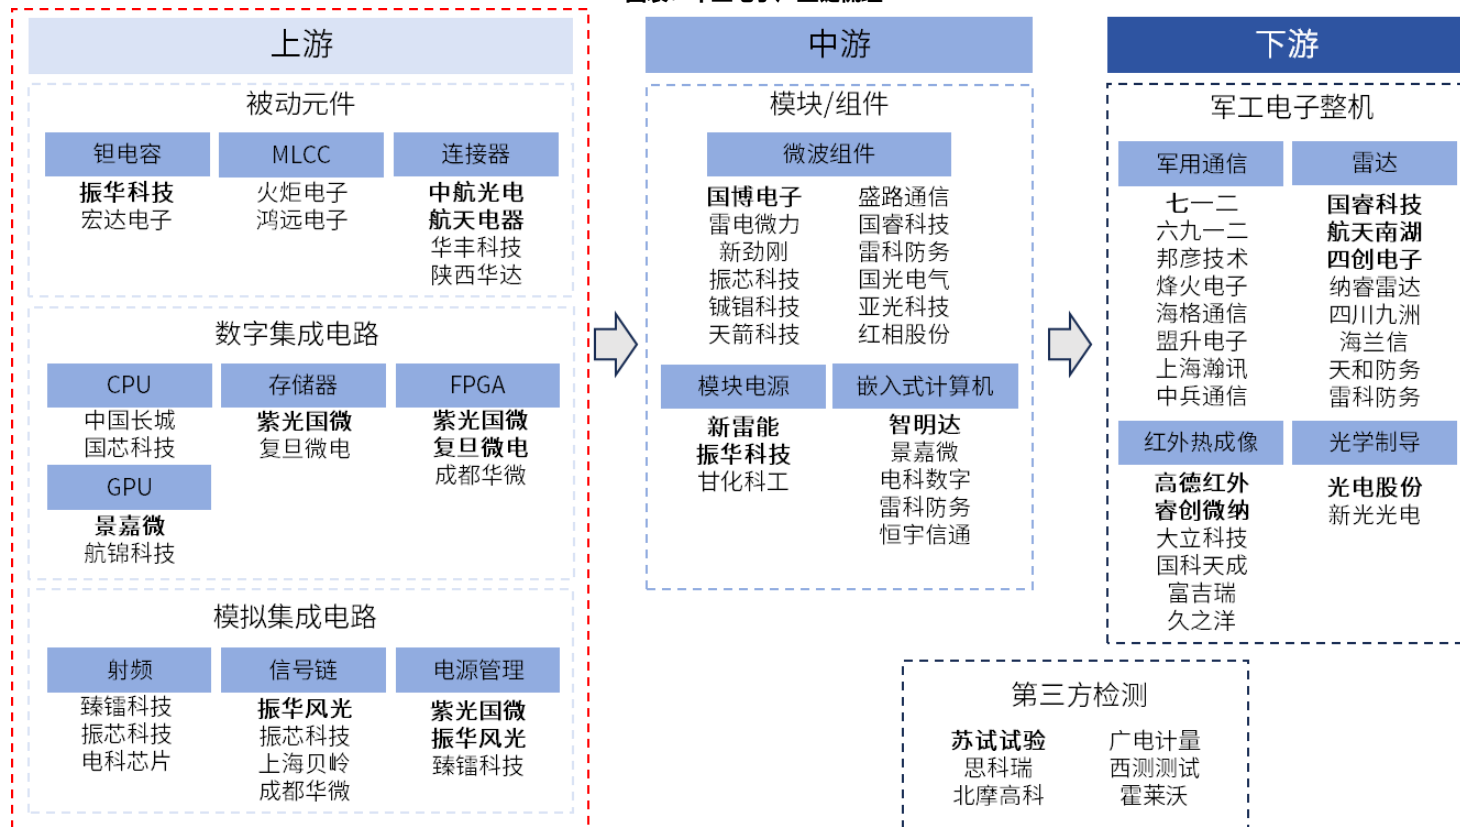 上游
被动元件
钽电容
振华科技
宏达电子
MLCC
火炬电子
鸿远电子
连接器
中航光电
航天电器
华丰科技
陕西华达
数字集成电路
CPU
中国长城
国芯科技
存储器
紫光国微
复旦微电
FPGA
紫光国微
复旦微电
成都华微
GPU
景嘉微
航锦科技
模拟集成电路
射频
臻镭科技
振芯科技
电科芯片
信号链
振华风光
振芯科技
上海贝岭
成都华微
电源管理
紫光国微
振华风光
臻镭科技
中游
模块/组件
微波组件
国博电子
雷电微力
新劲刚
振芯科技
铖铝科技
天箭科技
盛路通信
国睿科技
雷科防务
国光电气
亚光科技
红相股份
模块电源
新雷能
振华科技
甘化科工
嵌入式计算机
智明达
景嘉微
电科数字
雷科防务
恒宇信通
下游
军工电子整机
军用通信
七一二
六九一二
邦彦技术
烽火电子
海格通信
盟升电子
上海瀚讯
中兵通信
雷达
国睿科技
航天南湖
四创电子
纳睿雷达
四川九洲
海兰信
天和防务
雷科防务
红外热成像
高德红外
睿创微纳
大立科技
国科天成
富吉瑞
久之洋
光学制导
光电股份
新光光电
第三方检测
苏试试验
思科瑞
北摩高科
广电计量
西测测试
霍莱沃